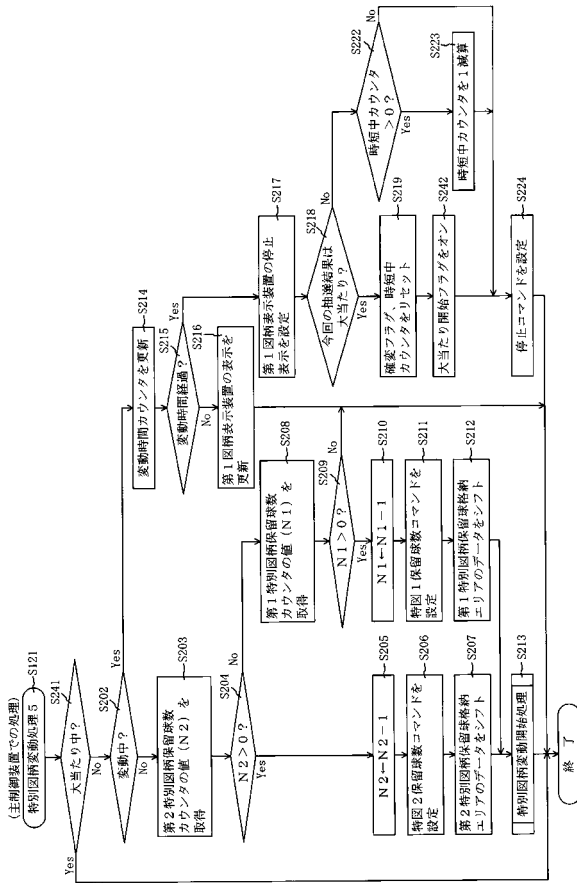 (主制御装置での処理)
特別図柄変動処理5
S121
大当たり中?
S241
Yes
No
変動中?
S202
Yes
No
第2特別図柄保留球数
カウンタの値(N2)を
取得
S203
N2>0?
S204
No
Yes
N2←N2-1
S205
特図2保留球数コマンドを
設定
S206
第2特別図柄保留球格納
エリアのデータをシフト
S207
第1特別図柄保留球数
カウンタの値(N1)を
取得
S208
N1>0?
S209
No
Yes
N1←N1-1
S210
特図1保留球数コマンドを
設定
S211
第1特別図柄保留球格納
エリアのデータをシフト
S212
特別図柄変動開始処理
S213
変動時間カウンタを更新
S214
変動時間経過?
S215
Yes
No
第1図柄表示装置の表示を
更新
S216
第1図柄表示装置の停止
表示を設定
S217
今回の抽選結果は
大当たり?
S218
No
Yes
確変フラグ、時短中
カウンタをリセット
S219
大当たり開始フラグをオン
S242
時短中カウンタ
>0?
S222
No
Yes
時短中カウンタを1減算
S223
停止コマンドを設定
S224
終了